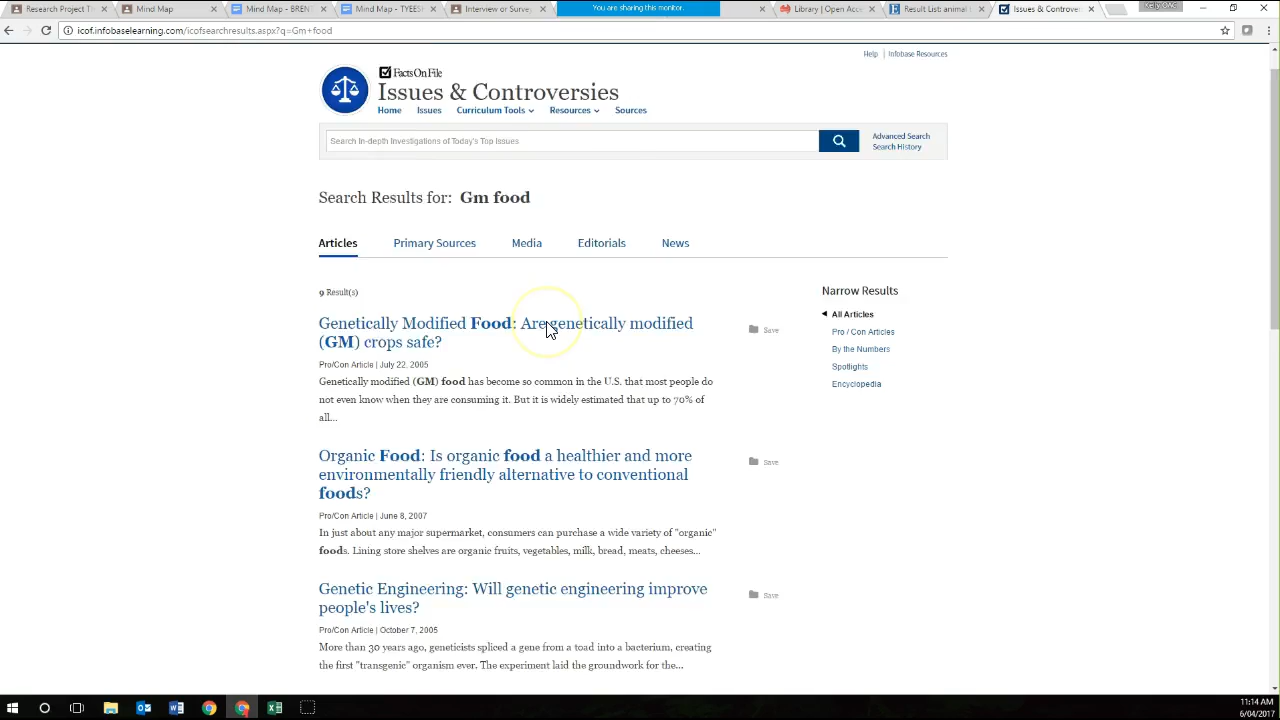 Research Project Th
Mind Map
Mind Map - BRENT
Mind Map - TYEES
Interview or Survey
You are sharing this monitor.
Library | Open Acce
Result List: animal
Issues & Controver
Kelly OAC
icof.infobaselearning.com/icofsearchresults.aspx?q=Gm+food
Help | Infobase Resources
FactsOnFile
Issues & Controversies
Home Issues Curriculum Tools Resources Sources
Search In-depth Investigations of Today's Top Issues
Advanced Search
Search History
Search Results for: Gm food
Articles Primary Sources Media Editorials News
9 Result(s)
Genetically Modified Food: Are genetically modified
(GM) crops safe?
Save
Pro/Con Article | July 22, 2005
Genetically modified (GM) food has become so common in the U.S. that most people do
not even know when they are consuming it. But it is widely estimated that up to 70% of
all...
Organic Food: Is organic food a healthier and more
environmentally friendly alternative to conventional
foods?
Save
Pro/Con Article | June 8, 2007
In just about any major supermarket, consumers can purchase a wide variety of "organic"
foods. Lining store shelves are organic fruits, vegetables, milk, bread, meats, cheeses...
Genetic Engineering: Will genetic engineering improve
people's lives?
Save
Pro/Con Article | October 7, 2005
More than 30 years ago, geneticists spliced a gene from a toad into a bacterium, creating
the first "transgenic" organism ever. The experiment laid the groundwork for the...
Narrow Results
All Articles
Pro / Con Articles
By the Numbers
Spotlights
Encyclopedia
11:14 AM
6/04/2017